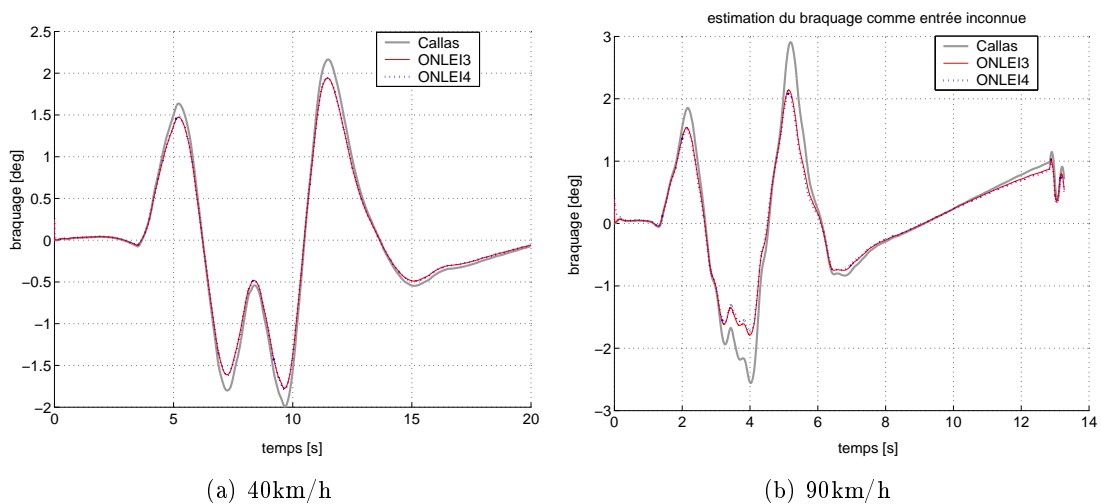 2.5
2
1.5
1
0.5
0
−0.5
−1
−1.5
−2
0
5
10
15
20
braquage [deg]
temps [s]
Callas
ONLEI3
ONLEI4
(a) 40km/h
estimation du braquage comme entrée inconnue
3
2
1
0
−1
−2
−3
0
2
4
6
8
10
12
14
braquage [deg]
temps [s]
Callas
ONLEI3
ONLEI4
(b) 90km/h